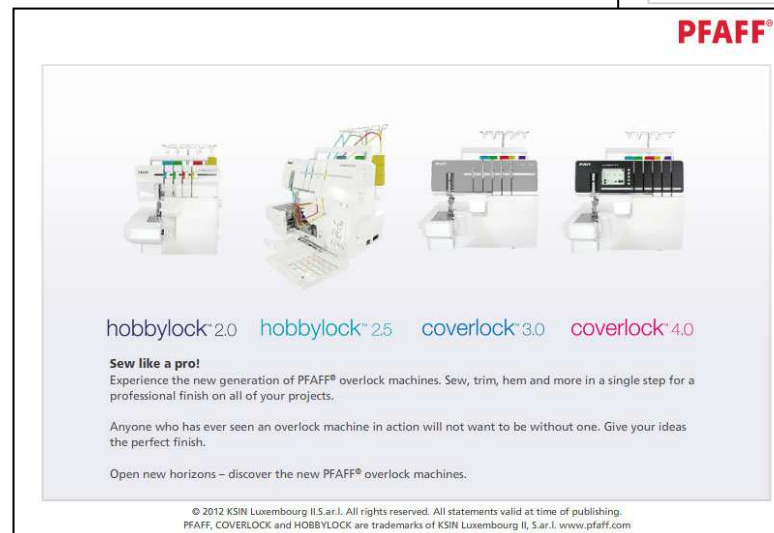 PFAFF®
hobbylock™ 2.0 hobbylock™ 2.5 coverlock™ 3.0 coverlock™ 4.0
Sew like a pro!
Experience the new generation of PFAFF® overlock machines. Sew, trim, hem and more in a single step for a
professional finish on all of your projects.
Anyone who has ever seen an overlock machine in action will not want to be without one. Give your ideas
the perfect finish.
Open new horizons – discover the new PFAFF® overlock machines.
© 2012 KSIN Luxembourg II.S.ar.l. All rights reserved. All statements valid at time of publishing.
PFAFF, COVERLOCK and HOBBYLOCK are trademarks of KSIN Luxembourg II, S.ar.l. www.pfaff.com